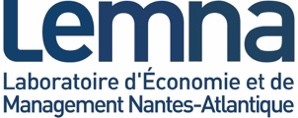 Lemna
Laboratoire d'Économie et de
Management Nantes-Atlantique